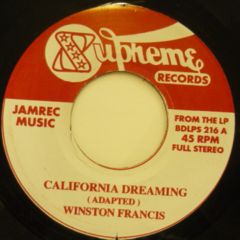 Supreme
RECORDS
JAMREC
MUSIC
FROM THE LP
BDLPS 216 A
45 RPM
FULL STEREO
CALIFORNIA DREAMING
(ADAPTED)
WINSTON FRANCIS